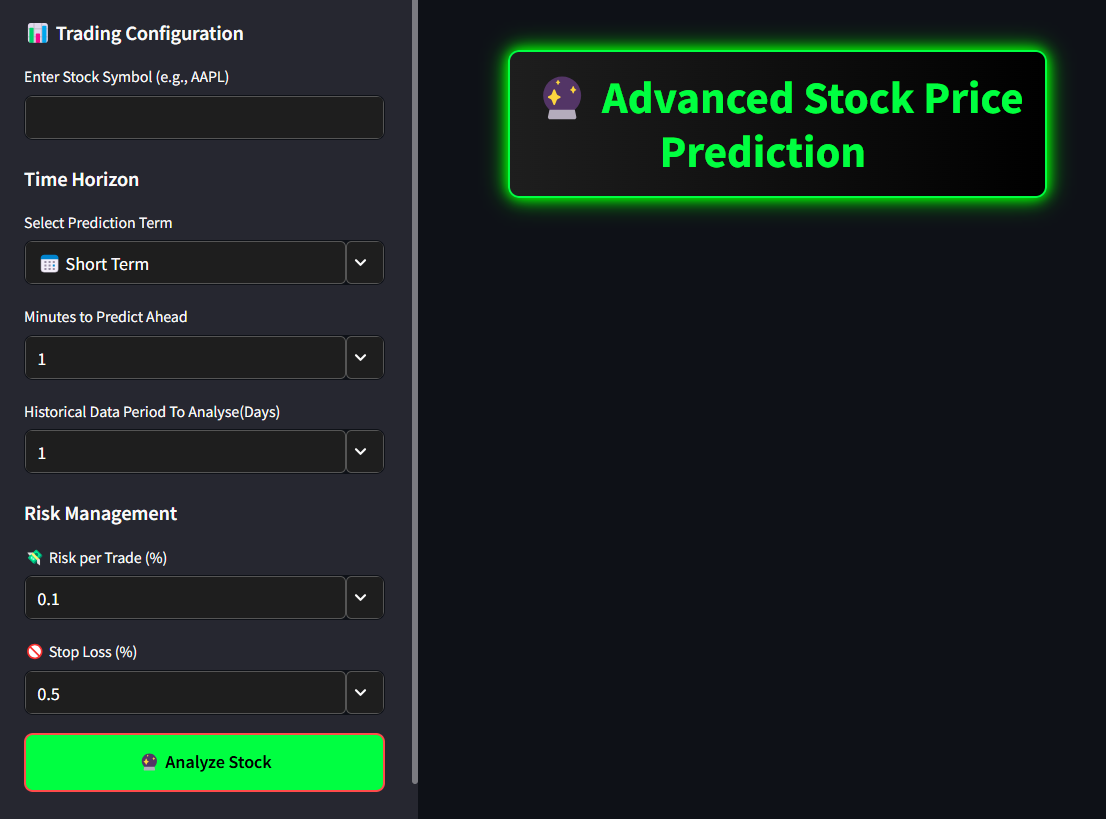 Trading Configuration
Enter Stock Symbol (e.g., AAPL)
Time Horizon
Select Prediction Term
Short Term
Minutes to Predict Ahead
1
Historical Data Period To Analyse(Days)
1
Risk Management
Risk per Trade (%)
0.1
Stop Loss (%)
0.5
Analyze Stock
Advanced Stock Price
Prediction